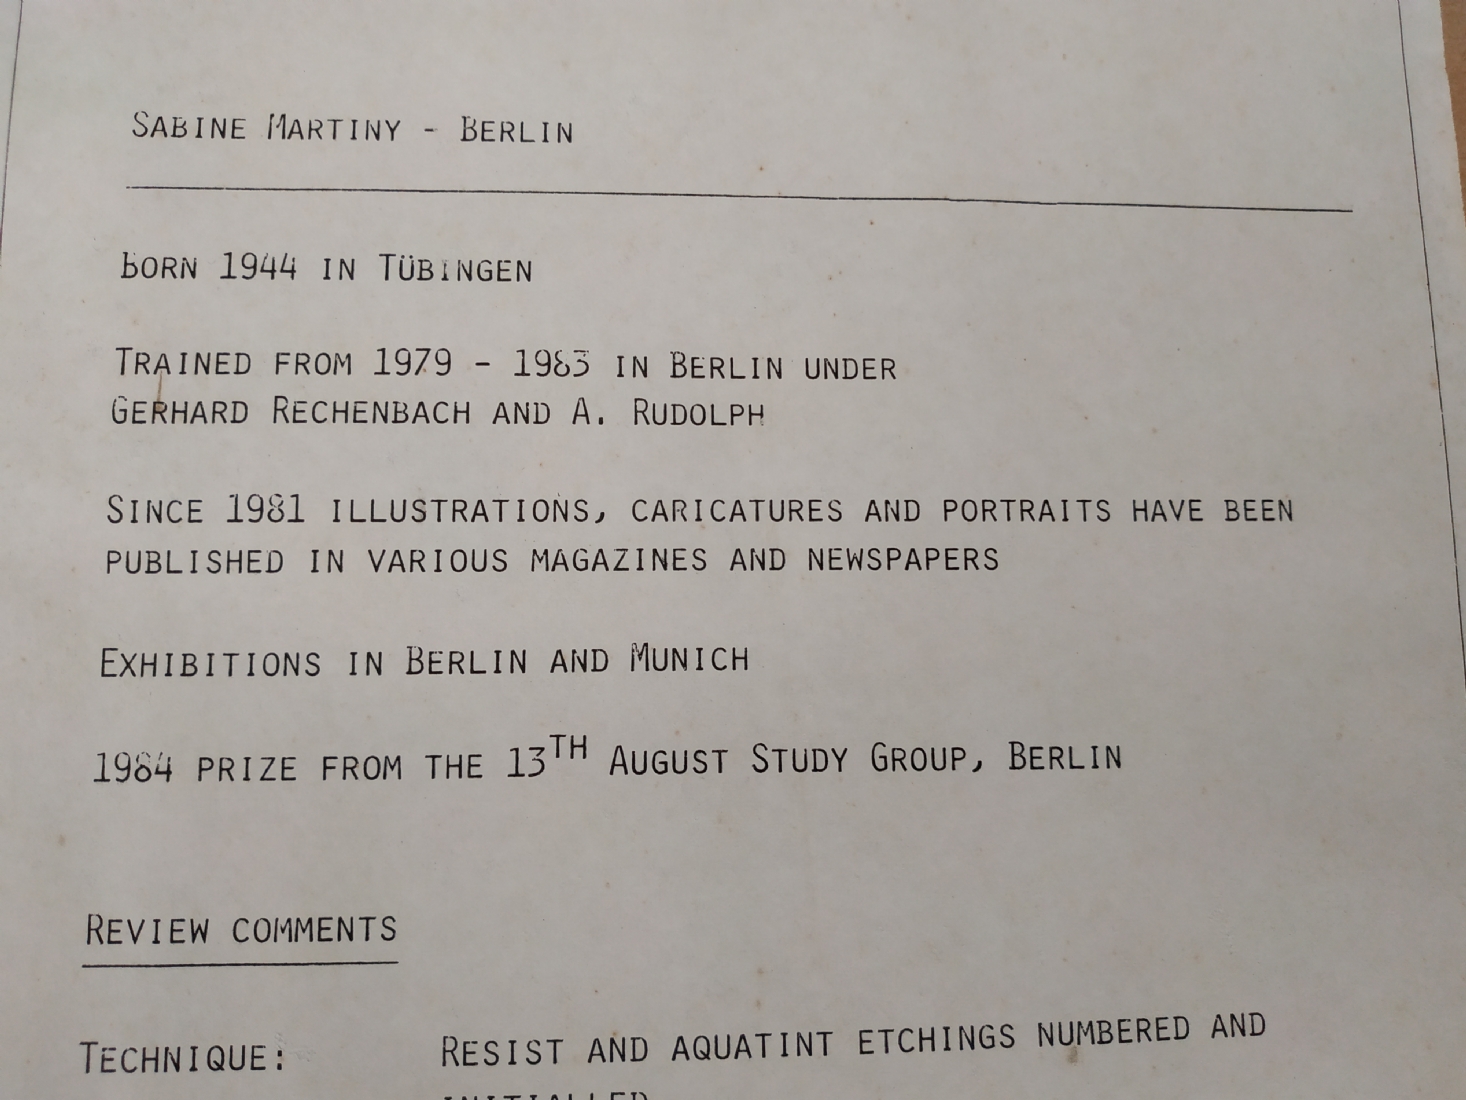 SABINE MARTINY - BERLIN
BORN 1944 IN TÜBINGEN
TRAINED FROM 1979 - 1983 IN BERLIN UNDER
GERHARD RECHENBACH AND A. RUDOLPH
SINCE 1981 ILLUSTRATIONS, CARICATURES AND PORTRAITS HAVE BEEN
PUBLISHED IN VARIOUS MAGAZINES AND NEWSPAPERS
EXHIBITIONS IN BERLIN AND MUNICH
1984 PRIZE FROM THE 13TH AUGUST STUDY GROUP, BERLIN
REVIEW COMMENTS
TECHNIQUE: RESIST AND AQUATINT ETCHINGS NUMBERED AND
INITIALLED